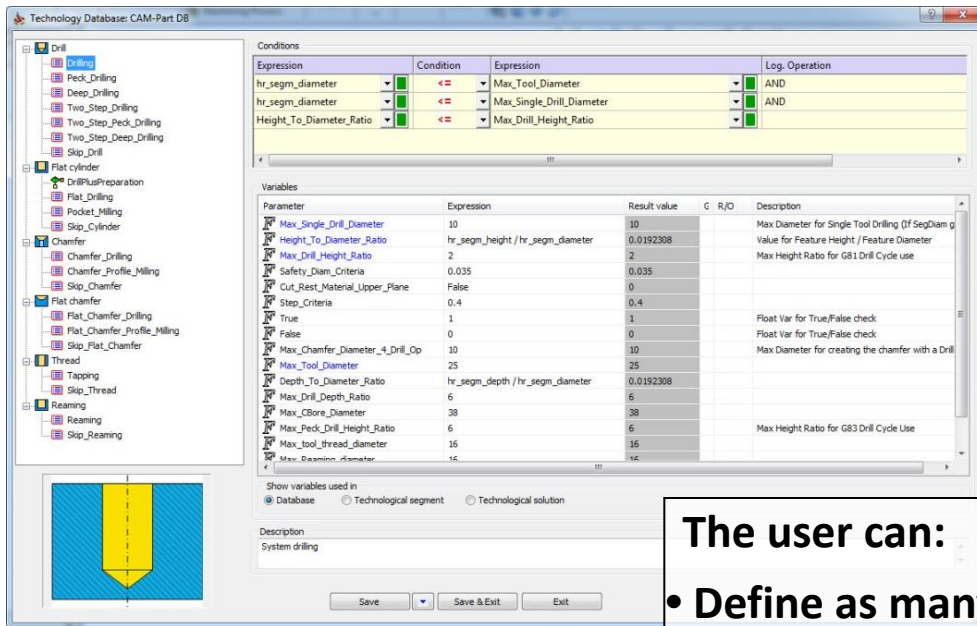 Technology Database: CAM-Part DB
Drill
Drilling
Peck_Drilling
Deep_Drilling
Two_Step_Drilling
Two_Step_Peck_Drilling
Two_Step_Deep_Drilling
Skip_Drill
Flat cylinder
DrillPlusPreparation
Flat_Drilling
Pocket_Milling
Skip_Cylinder
Chamfer
Chamfer_Drilling
Chamfer_Profile_Milling
Skip_Chamfer
Flat chamfer
Flat_Chamfer_Drilling
Flat_Chamfer_Profile_Milling
Skip_Flat_Chamfer
Thread
Tapping
Skip_Thread
Reaming
Reaming
Skip_Reaming
Conditions
Expression Condition Expression Log. Operation
hr_segm_diameter <= Max_Tool_Diameter AND
hr_segm_diameter <= Max_Single_Drill_Diameter AND
Height_To_Diameter_Ratio <= Max_Drill_Height_Ratio
Variables
Parameter Expression Result value G R/O Description
Max_Single_Drill_Diameter 10 10 Max Diameter for Single Tool Drilling (If SegDiam g
Height_To_Diameter_Ratio hr_segm_height / hr_segm_diameter 0.0192308 Value for Feature Height / Feature Diameter
Max_Drill_Height_Ratio 2 2 Max Height Ratio for G81 Drill Cycle use
Safety_Diam_Criteria 0.035 0.035
Cut_Rest_Material_Upper_Plane False 0
Step_Criteria 0.4 0.4
True 1 1 Float Var for True/False check
False 0 0 Float Var for True/False check
Max_Chamfer_Diameter_4_Drill_Op 10 10 Max Diameter for creating the chamfer with a Drill
Max_Tool_Diameter 25 25
Depth_To_Diameter_Ratio hr_segm_depth / hr_segm_diameter 0.0192308
Max_Drill_Depth_Ratio 6 6
Max_CBore_Diameter 38 38
Max_Peck_Drill_Height_Ratio 6 6 Max Height Ratio for G83 Drill Cycle Use
Max_tool_thread_diameter 16 16
Max_Reaming_diameter 16 16
Show variables used in
Database Technological segment Technological solution
Description
System drilling
Save Save & Exit Exit
The user can:
• Define as man